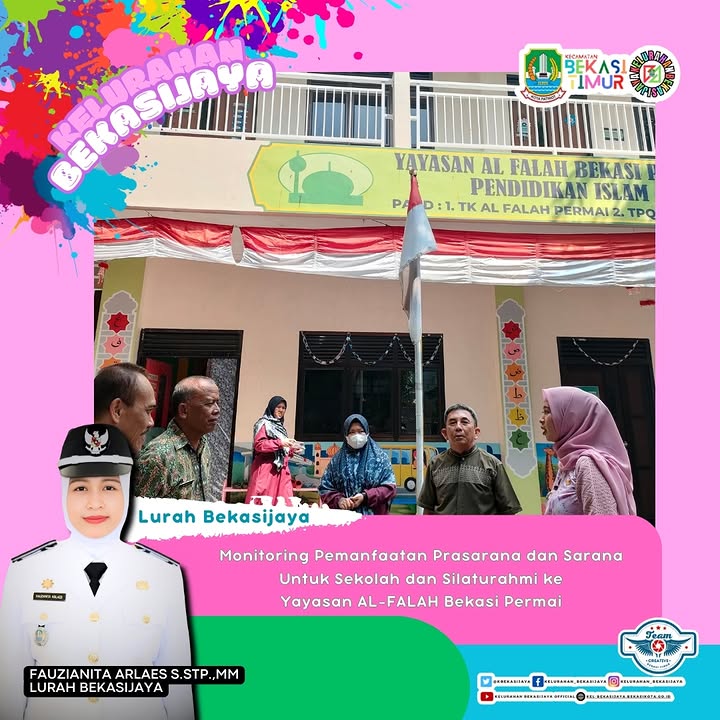 KELURAHAN
BEKASIJAYA
KECAMATAN
BEKASI
TIMUR
YAYASAN AL FALAH BEKASI P
PENDIDIKAN ISLAM
PAUD : 1. TK AL FALAH PERMAI 2. TPQ
Lurah Bekasijaya
Monitoring Pemanfaatan Prasarana dan Sarana
Untuk Sekolah dan Silaturahmi ke
Yayasan AL-FALAH Bekasi Permai
FAUZIANITA ARLAES S.STP.,MM
LURAH BEKASIJAYA
Team
CREATIVE
@BEKASIJAYA KELURAHAN_BEKASIJAYA KELURAHAN_BEKASIJAYA
KELURAHAN BEKASIJAYA OFFICIAL KEL.BEKASIJAYA.BEKASIKOTA.GO.ID